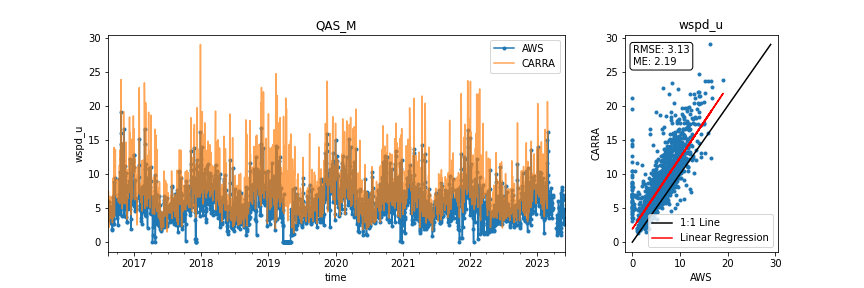 QAS_M
wspd_u
30
25
20
15
10
5
0
wspd_u
AWS
CARRA
2017
2018
2019
2020
2021
2022
2023
time
wspd_u
30
25
20
15
10
5
0
CARRA
RMSE: 3.13
ME: 2.19
1:1 Line
Linear Regression
0
10
20
30
AWS